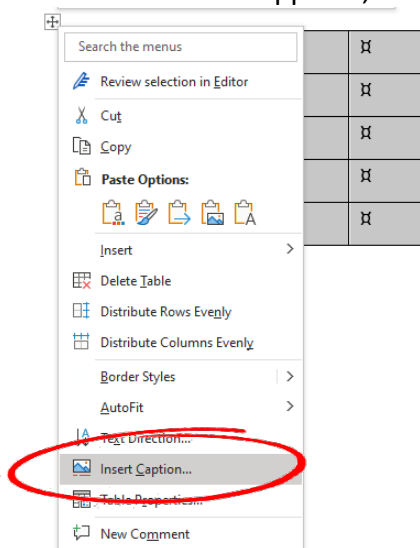 Search the menus
¤
Review selection in Editor
¤
Cut
Copy
¤
Paste Options:
¤
a A
¤
Insert
Delete Table
Distribute Rows Evenly
Distribute Columns Evenly
Border Styles
AutoFit
Text Direction...
Insert Caption...
Table Properties...
New Comment